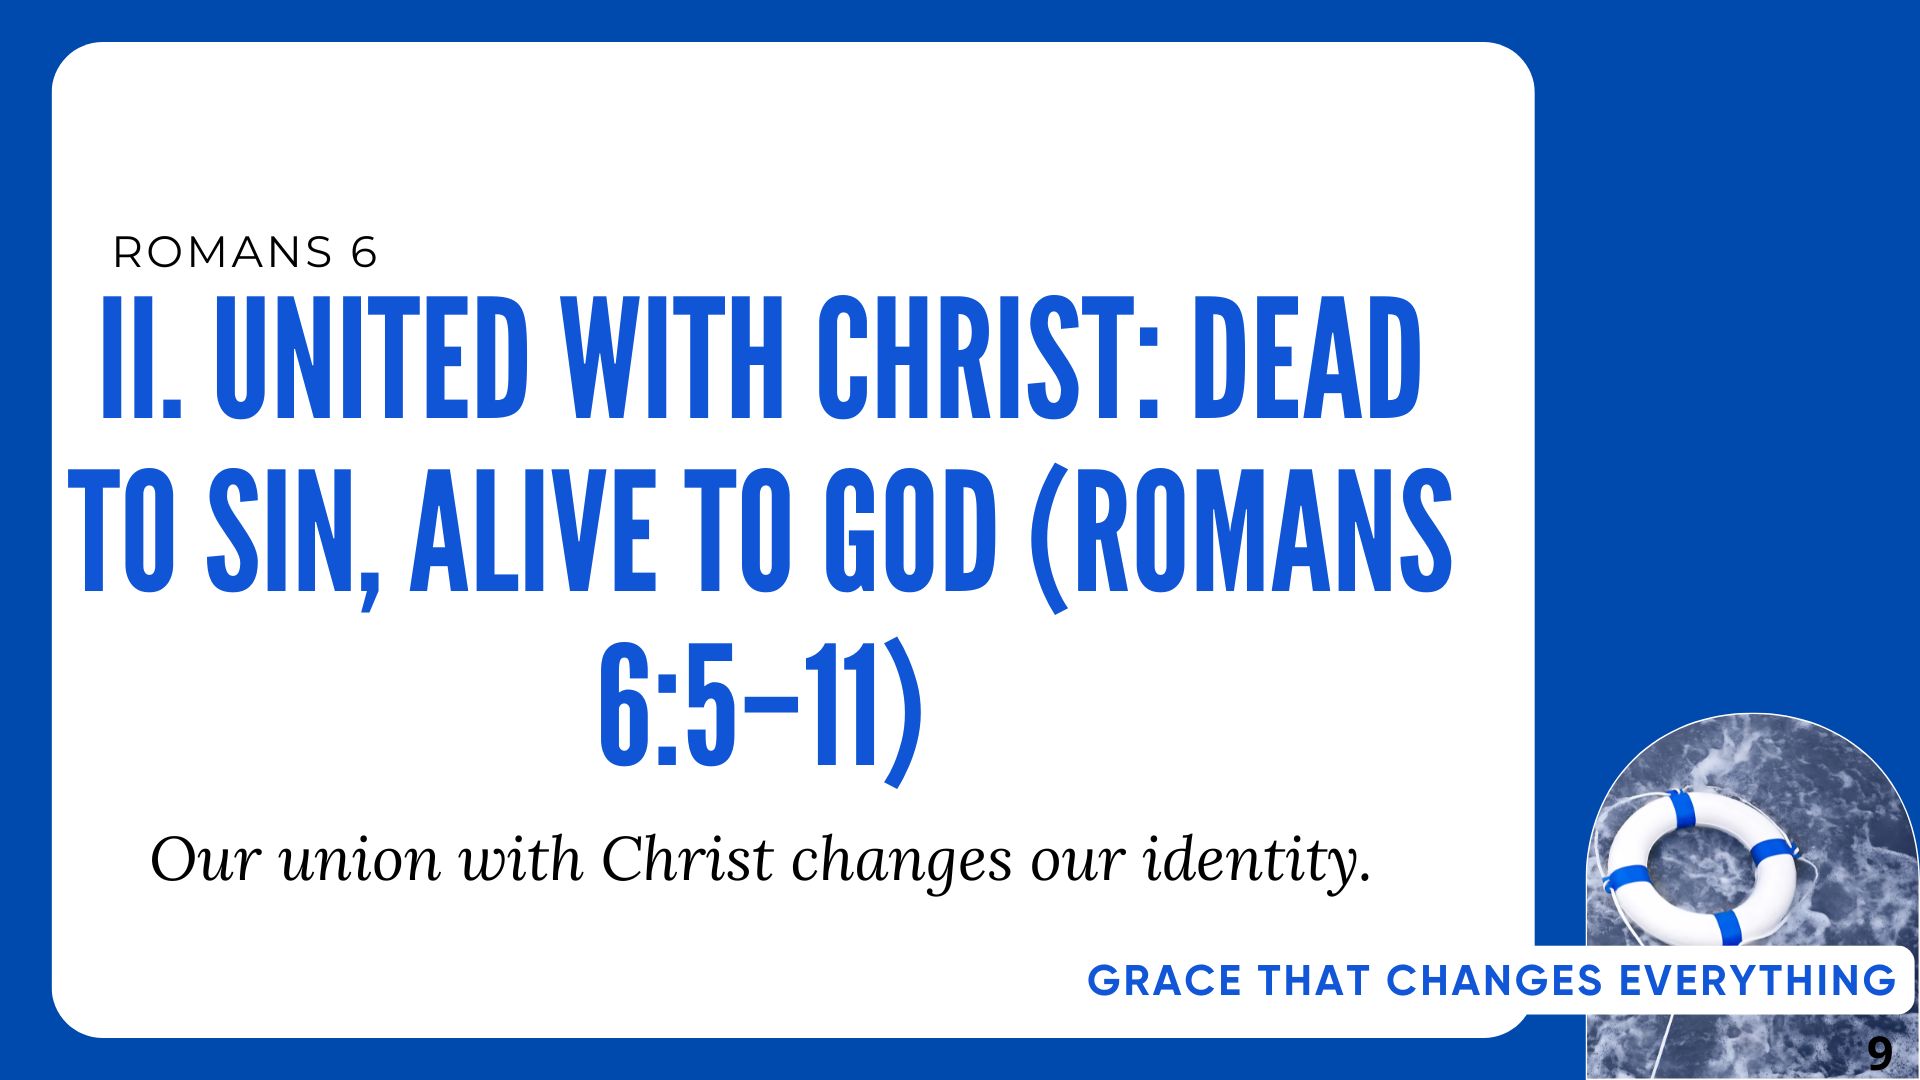 ROMANS 6
II. UNITED WITH CHRIST: DEAD
TO SIN, ALIVE TO GOD (ROMANS
6:5–11)
Our union with Christ changes our identity.
GRACE THAT CHANGES EVERYTHING
9